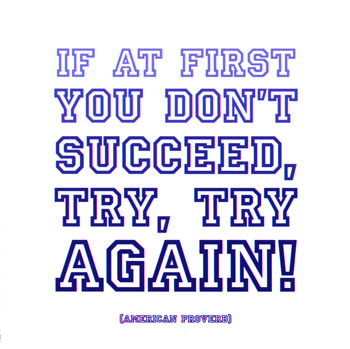 IF AT FIRST
YOU DON'T
SUCCEED,
TRY, TRY
AGAIN!
(AMERICAN PROVERB)